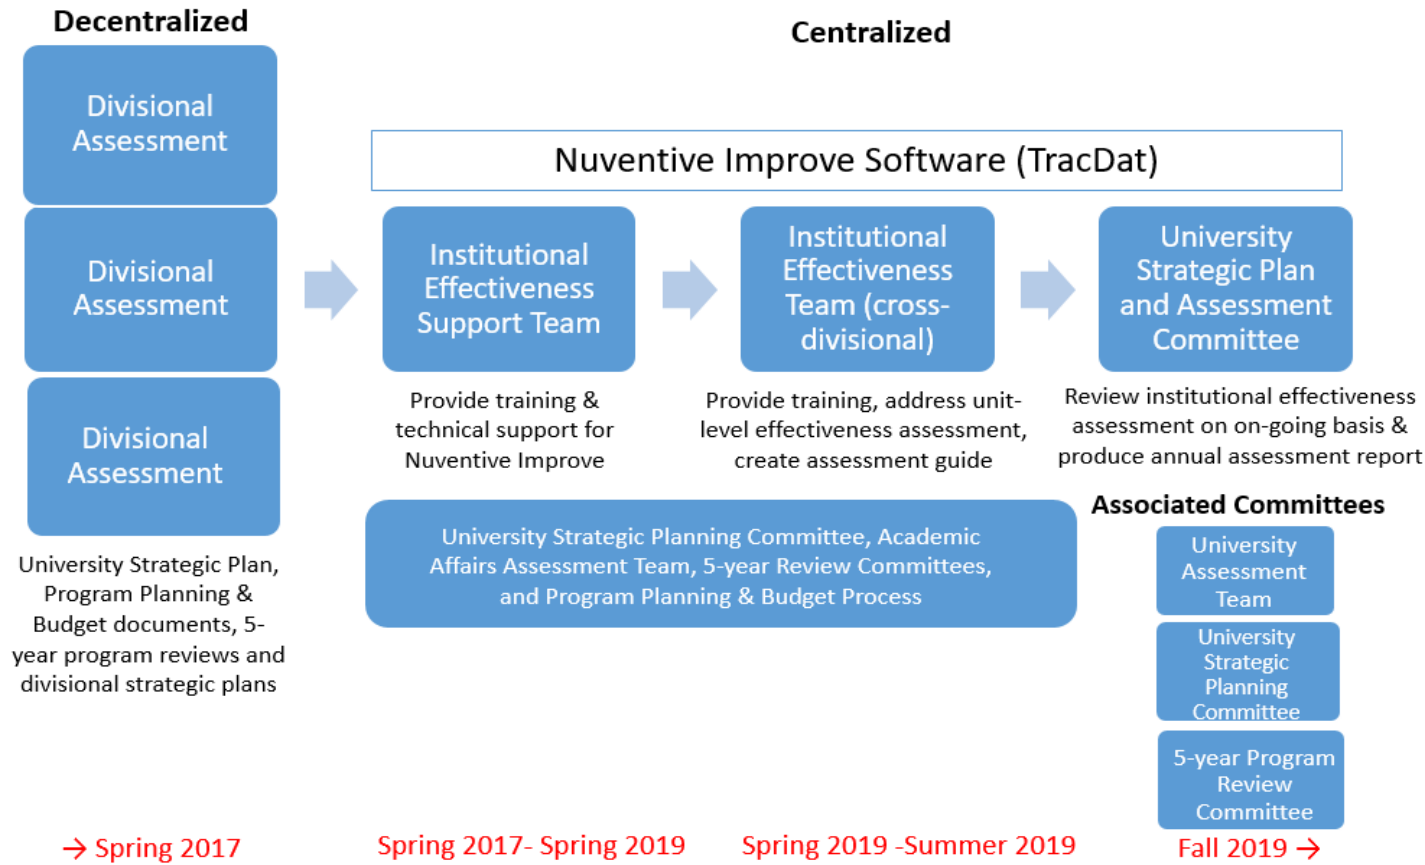 Decentralized
Centralized
Divisional
Assessment
Divisional
Assessment
Divisional
Assessment
University Strategic Plan,
Program Planning &
Budget documents, 5-
year program reviews and
divisional strategic plans
Nuventive Improve Software (TracDat)
Institutional
Effectiveness
Support Team
Provide training &
technical support for
Nuventive Improve
Institutional
Effectiveness
Team (cross-
divisional)
Provide training, address unit-
level effectiveness assessment,
create assessment guide
University
Strategic Plan
and Assessment
Committee
Review institutional effectiveness
assessment on on-going basis &
produce annual assessment report
University Strategic Planning Committee, Academic
Affairs Assessment Team, 5-year Review Committees,
and Program Planning & Budget Process
Associated Committees
University
Assessment
Team
University
Strategic
Planning
Committee
5-year Program
Review
Committee
→ Spring 2017
Spring 2017- Spring 2019
Spring 2019 -Summer 2019
Fall 2019 →